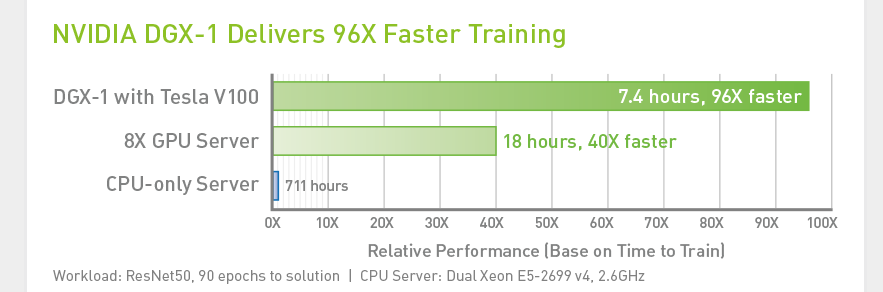 NVIDIA DGX-1 Delivers 96X Faster Training
DGX-1 with Tesla V100
7.4 hours, 96X faster
8X GPU Server
18 hours, 40X faster
CPU-only Server
711 hours
0X 10X 20X 30X 40X 50X 60X 70X 80X 90X 100X
Relative Performance (Base on Time to Train)
Workload: ResNet50, 90 epochs to solution | CPU Server: Dual Xeon E5-2699 v4, 2.6GHz